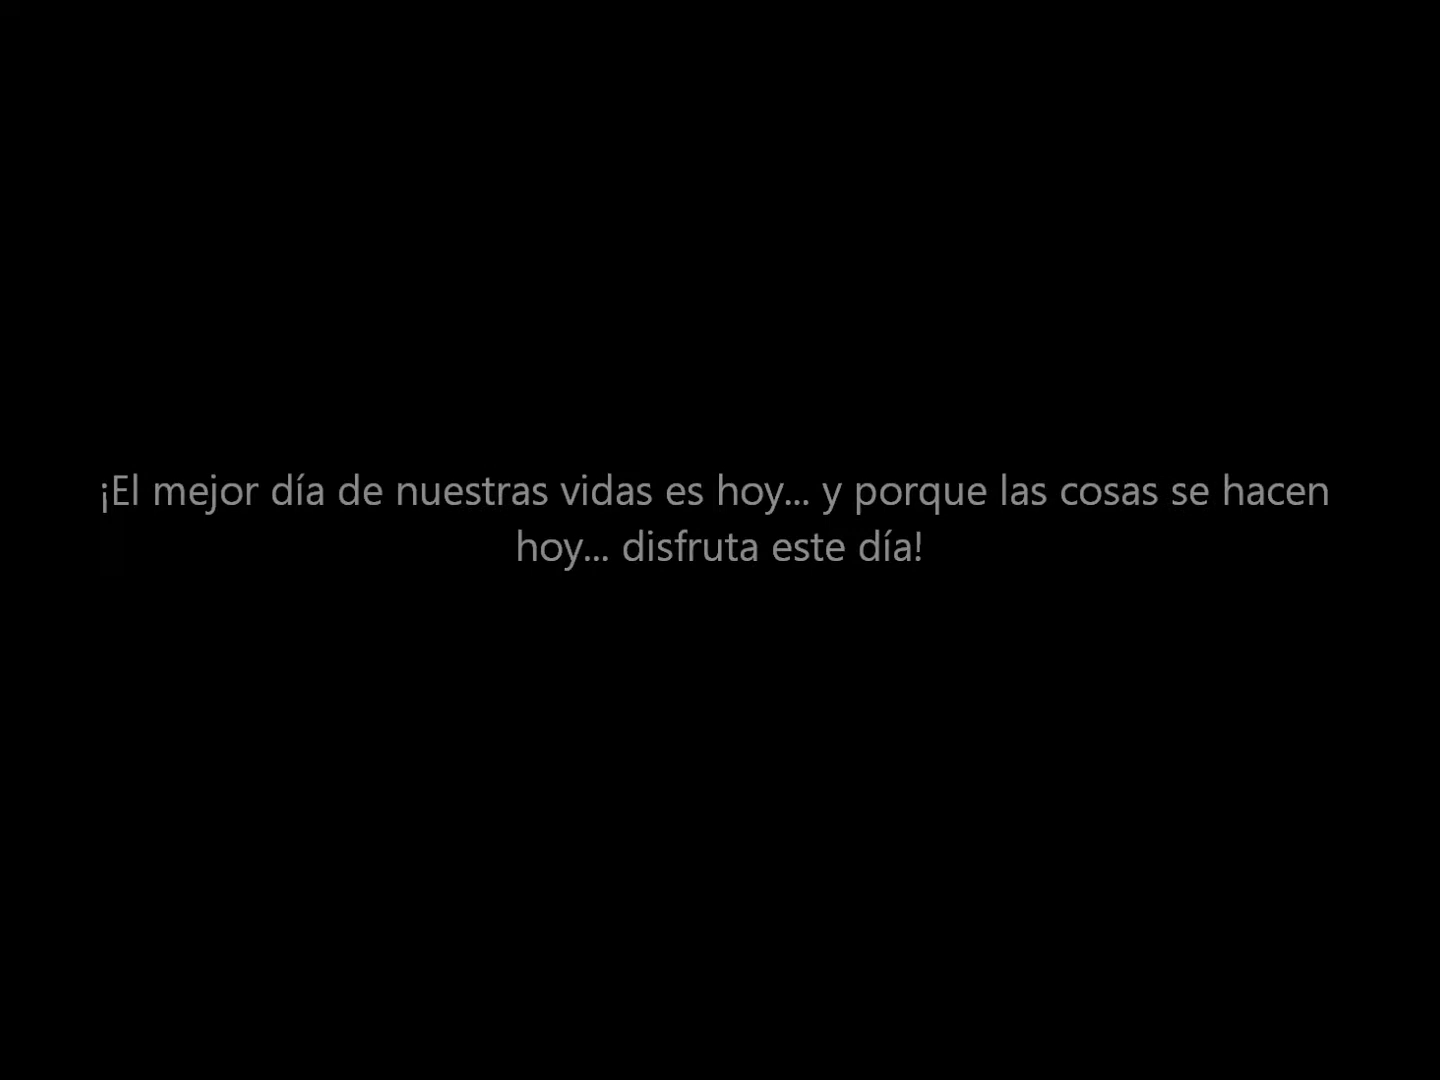 ¡El mejor día de nuestras vidas es hoy... y porque las cosas se hacen
hoy... disfruta este día!